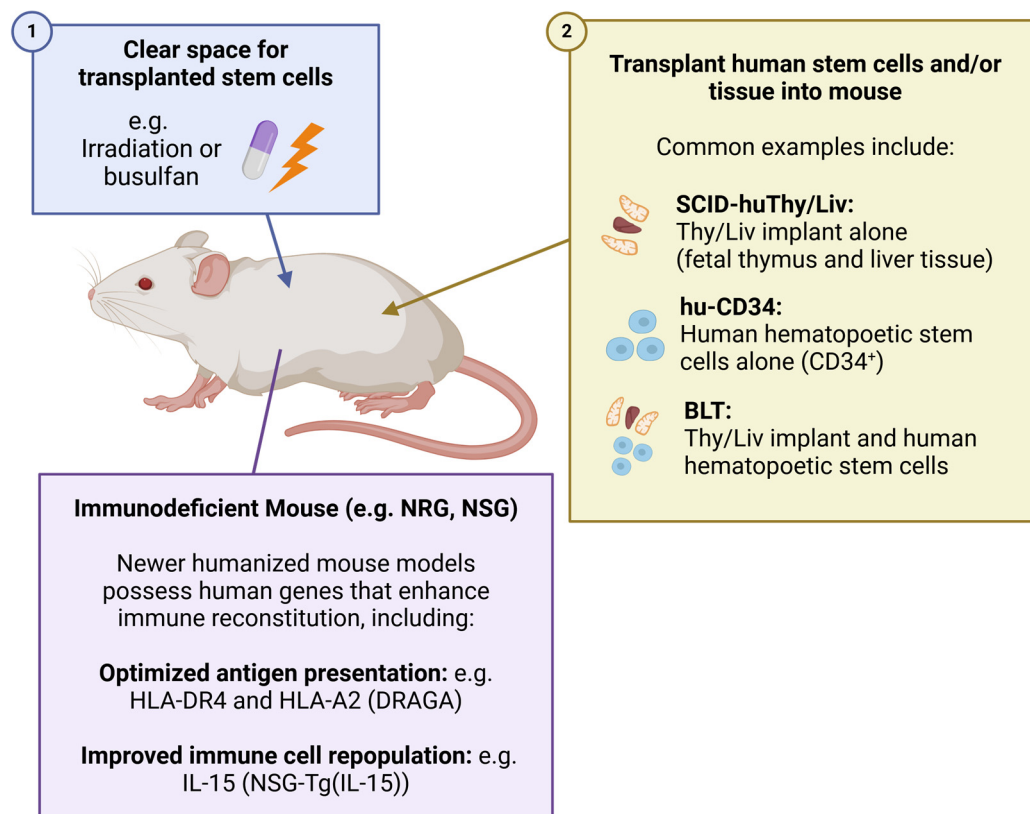 1
Clear space for
transplanted stem cells
e.g.
Irradiation or
busulfan
2
Transplant human stem cells and/or
tissue into mouse
Common examples include:
SCID-huThy/Liv:
Thy/Liv implant alone
(fetal thymus and liver tissue)
hu-CD34:
Human hematopoetic stem
cells alone (CD34⁺)
BLT:
Thy/Liv implant and human
hematopoetic stem cells
Immunodeficient Mouse (e.g. NRG, NSG)
Newer humanized mouse models
possess human genes that enhance
immune reconstitution, including:
Optimized antigen presentation: e.g.
HLA-DR4 and HLA-A2 (DRAGA)
Improved immune cell repopulation: e.g.
IL-15 (NSG-Tg(IL-15))